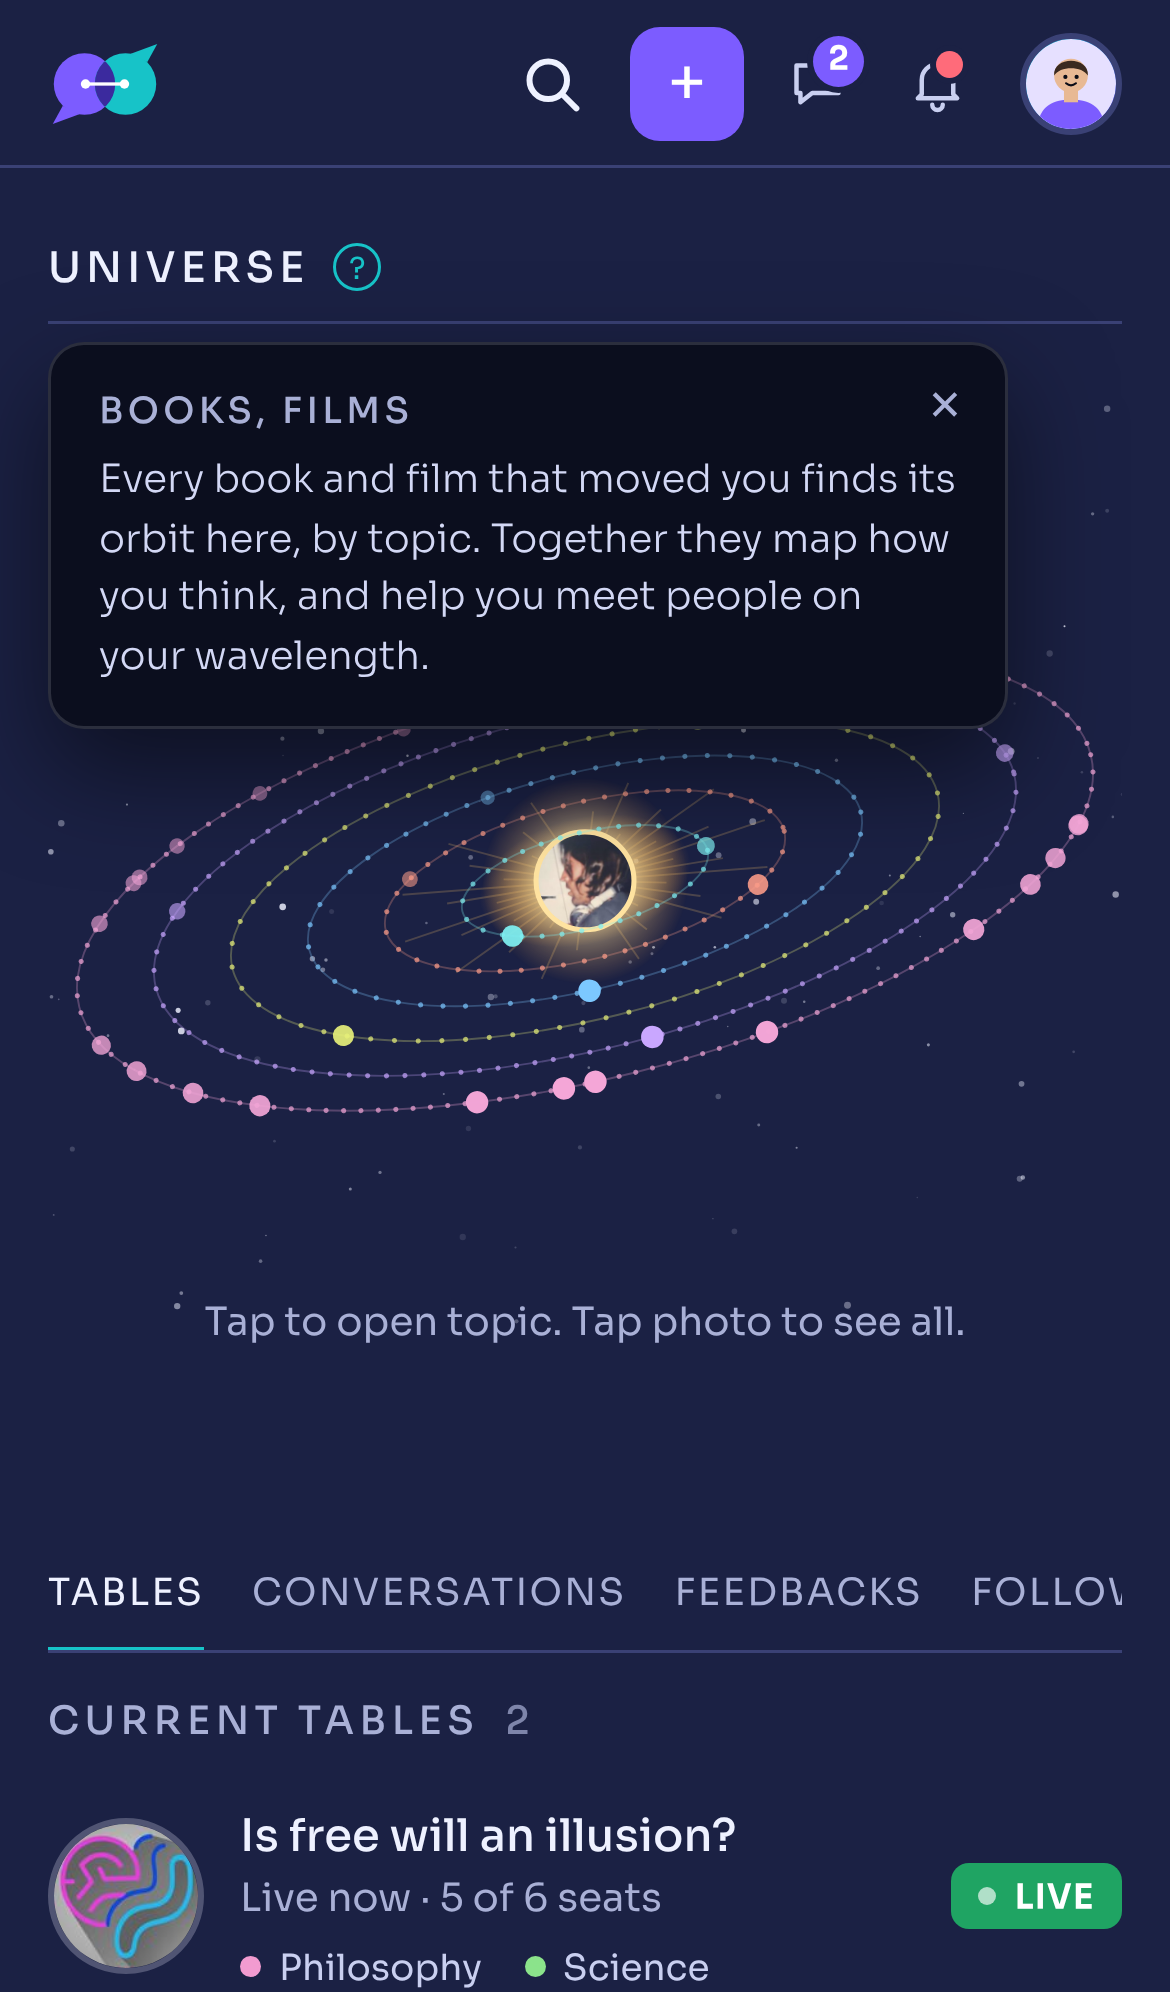 +
2
UNIVERSE ?
BOOKS, FILMS ×
Every book and film that moved you finds its
orbit here, by topic. Together they map how
you think, and help you meet people on
your wavelength.
Tap to open topic. Tap photo to see all.
TABLES CONVERSATIONS FEEDBACKS FOLLOW
CURRENT TABLES 2
Is free will an illusion?
Live now · 5 of 6 seats
LIVE
Philosophy Science